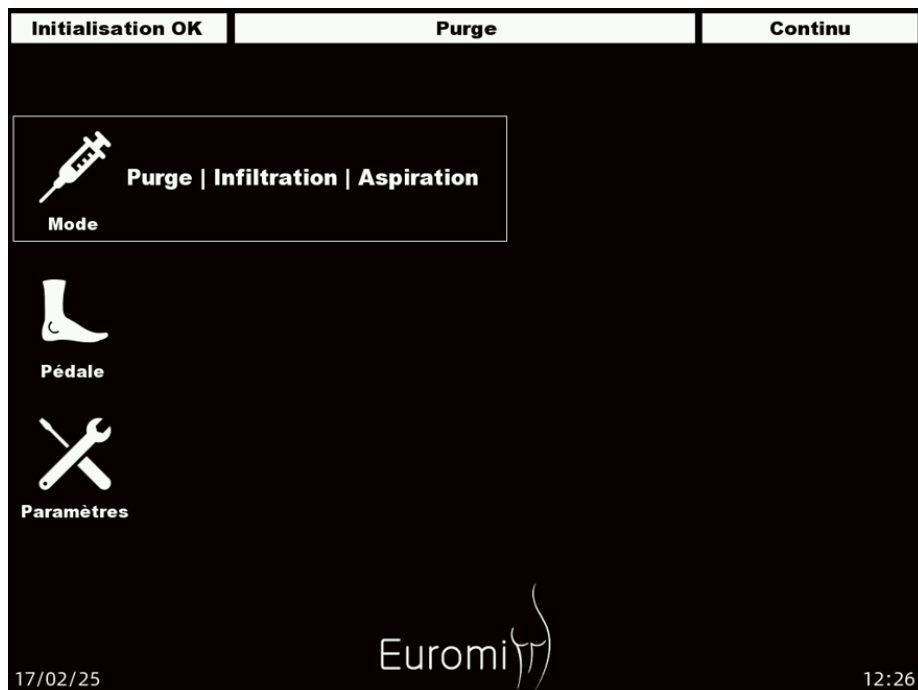 Initialisation OK
Purge
Continu
Purge | Infiltration | Aspiration
Mode
Pédale
Paramètres
Euromi
17/02/25
12:26